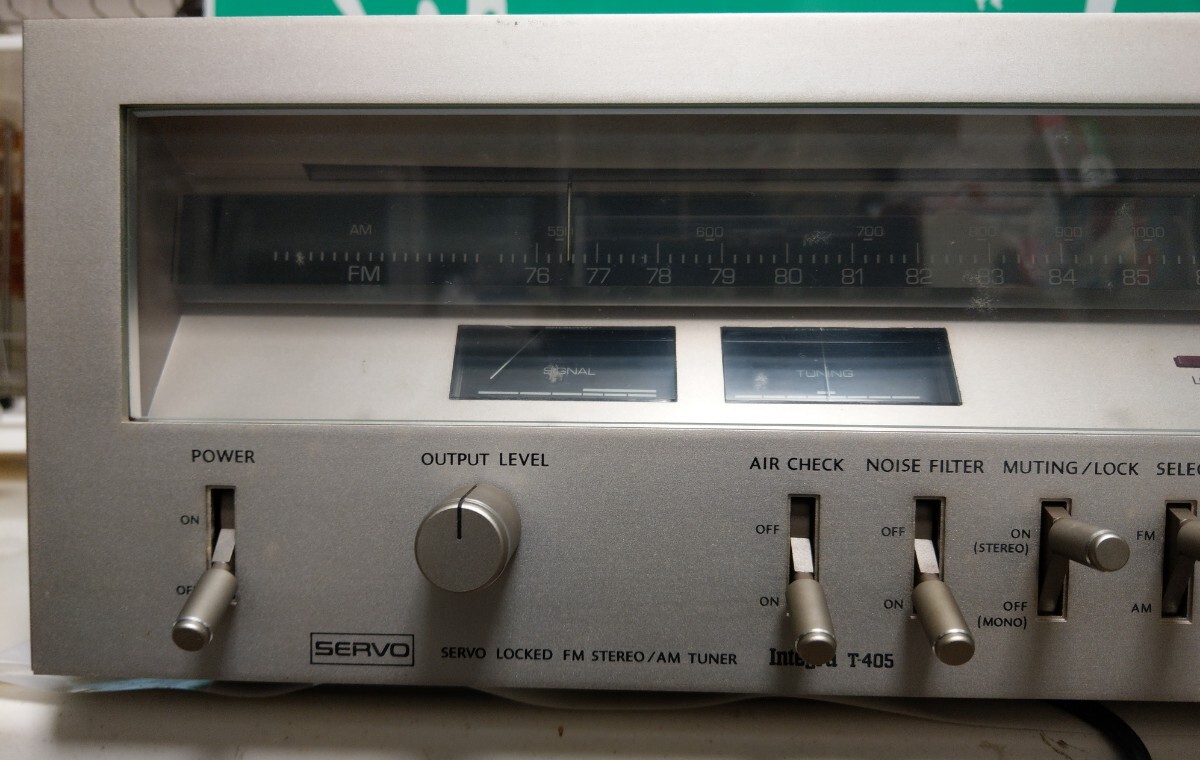 AM 550 600 700 800 900 1000
FM 76 77 78 79 80 81 82 83 84 85
SIGNAL TUNING
POWER OUTPUT LEVEL AIR CHECK NOISE FILTER MUTING/LOCK
ON OFF OFF ON (STEREO) FM
ON ON OFF (MONO) AM
SERVO SERVO LOCKED FM STEREO/AM TUNER Integra T-405